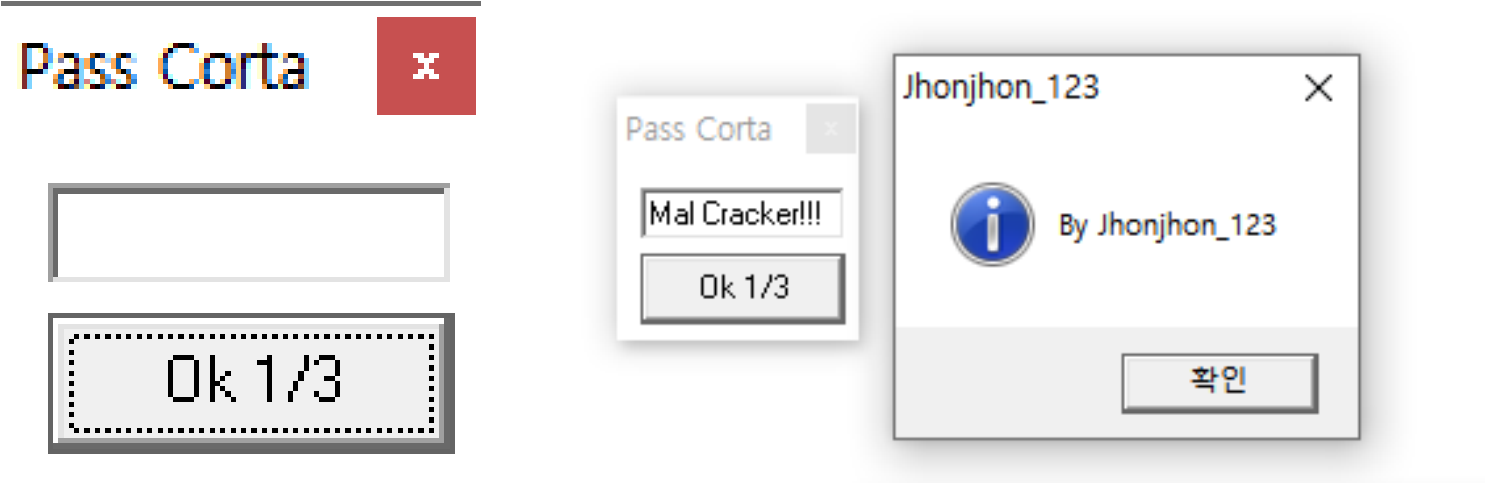 Pass Corta
x
Ok 1/3
Pass Corta
x
Mal Cracker!!!
Ok 1/3
Jhonjhon_123
By Jhonjhon_123
확인